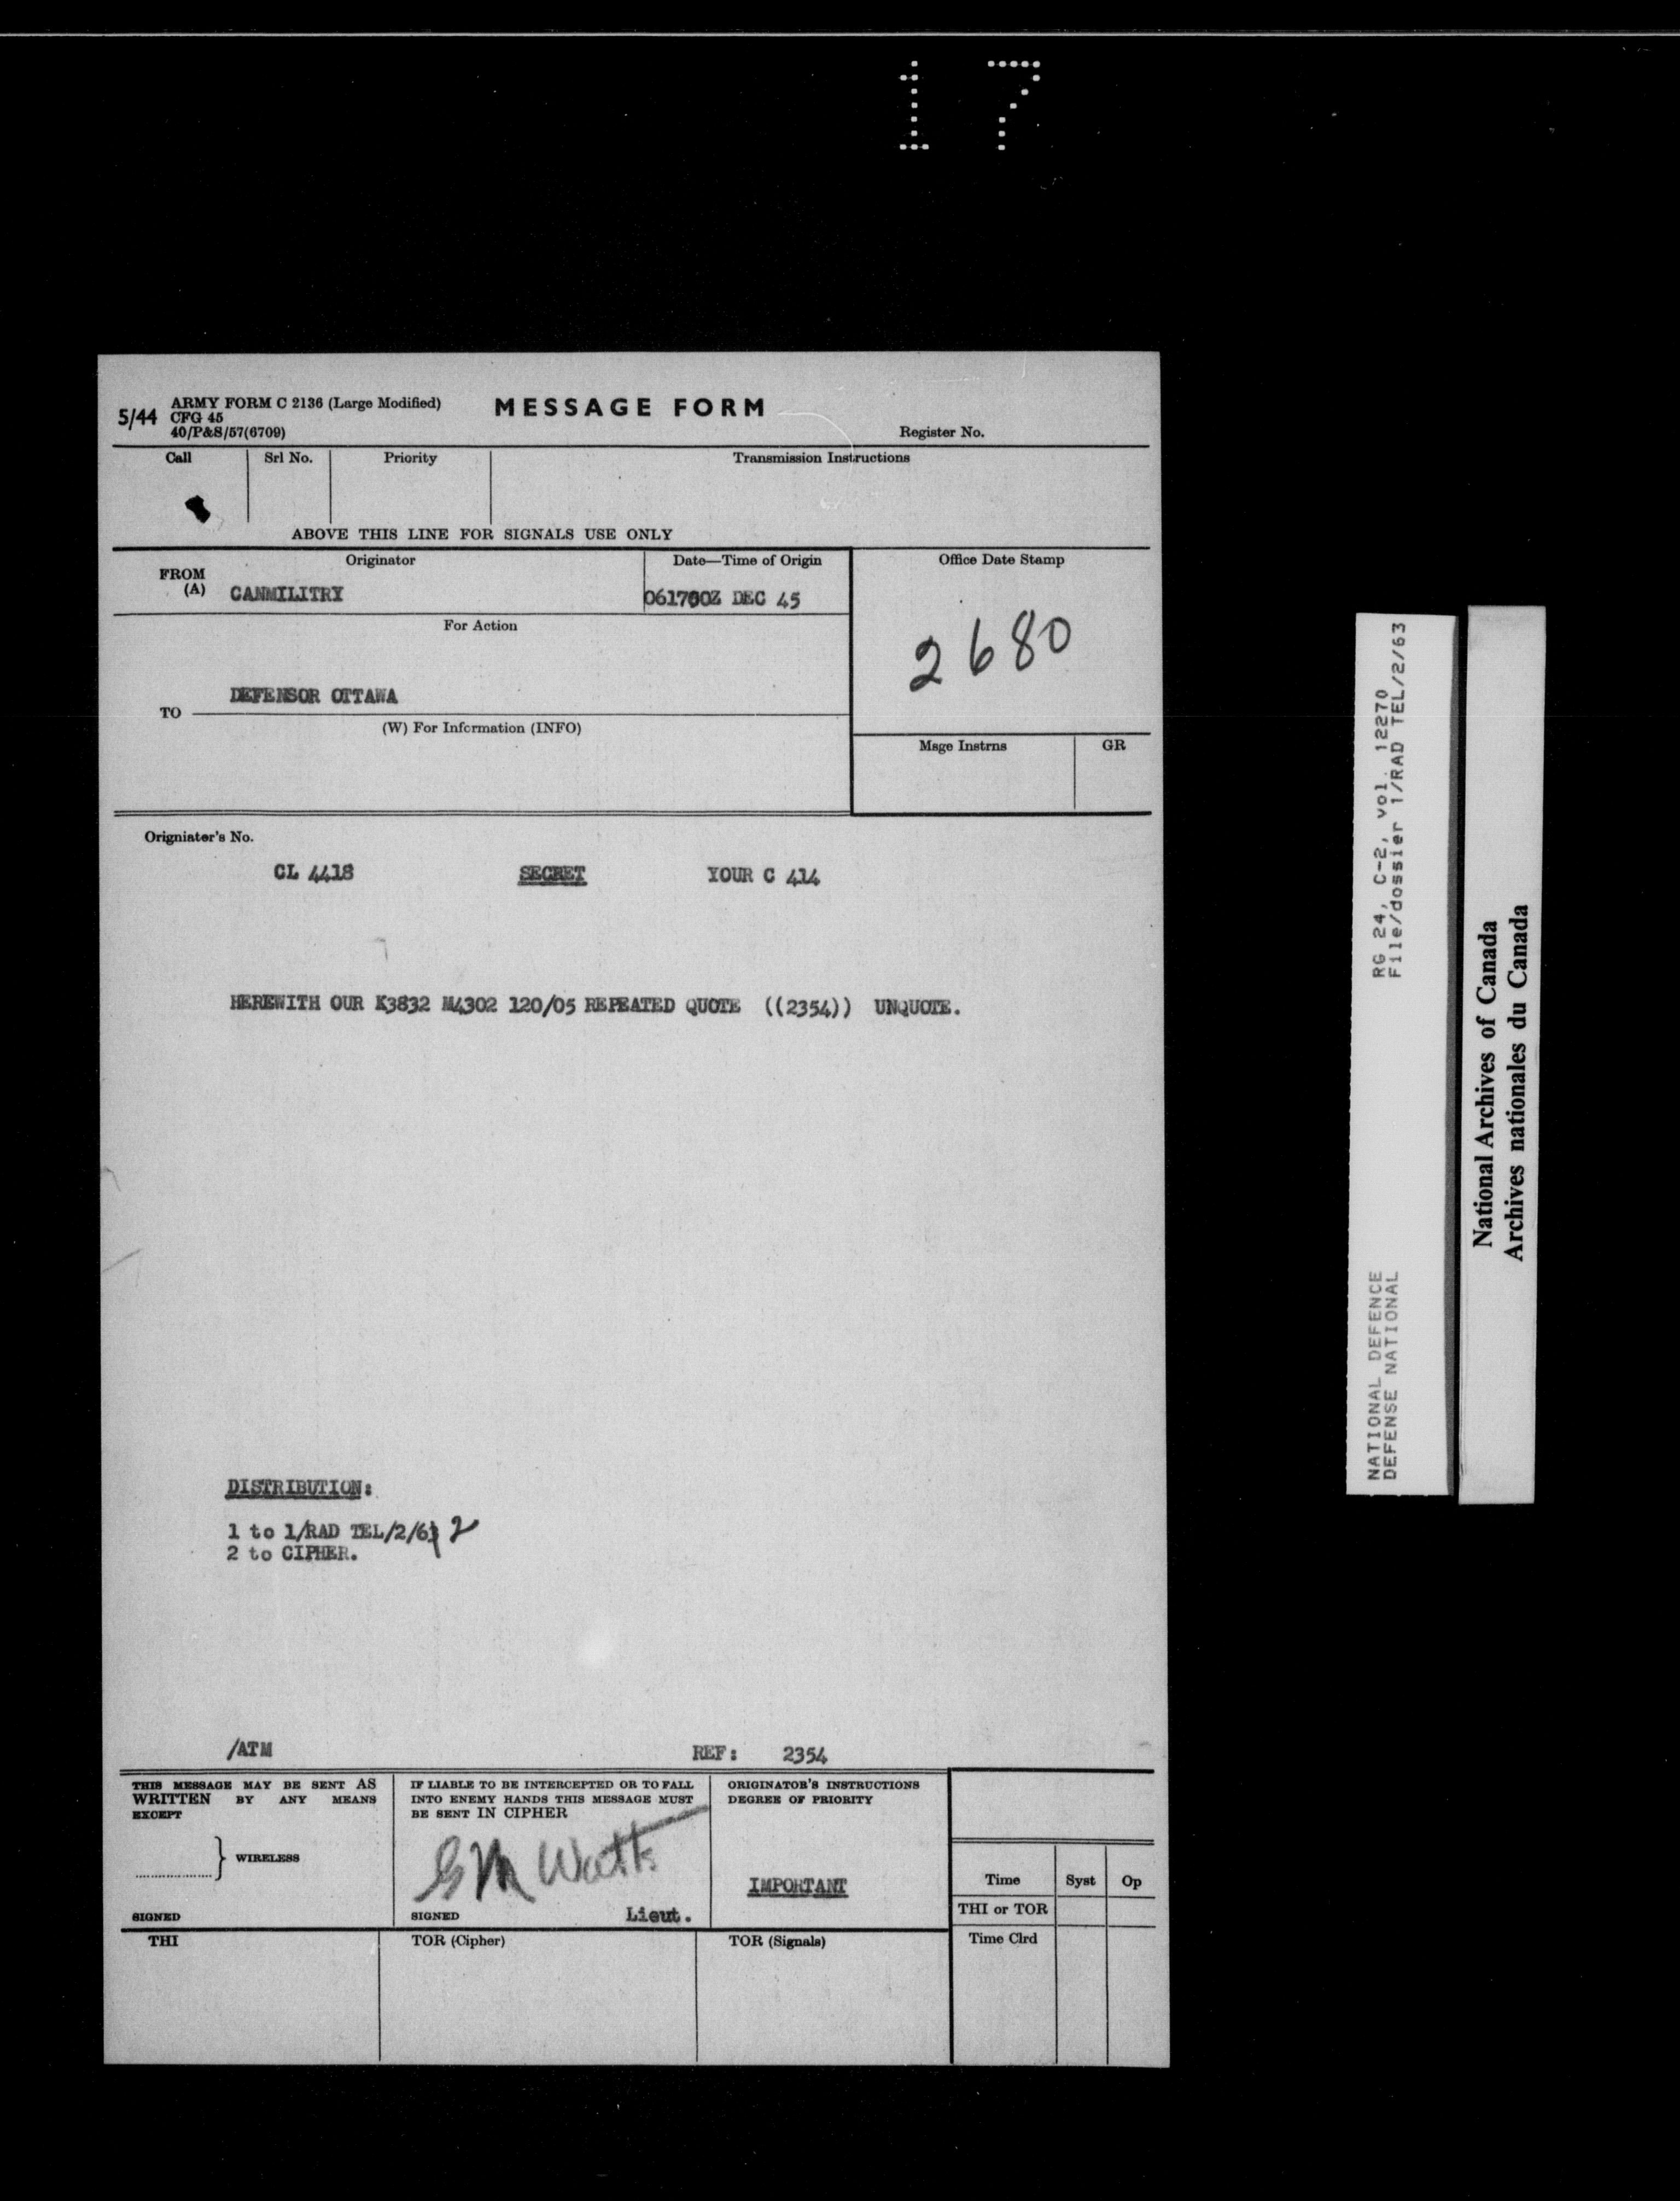 17
ARMY FORM C 2136 (Large Modified)
5/44 CFG 45
40/P&S/57(6709)
MESSAGE FORM
Register No.
Call Srl No. Priority Transmission Instructions
ABOVE THIS LINE FOR SIGNALS USE ONLY
Originator Date—Time of Origin Office Date Stamp
FROM
(A) CANMILITRY 061700Z DEC 45
For Action
2680
DEFENSOR OTTAWA
TO
(W) For Information (INFO)
Msge Instrns GR
Origniator's No.
CL 4418 SECRET YOUR C 414
HEREWITH OUR K3832 M4302 120/05 REPEATED QUOTE ((2354)) UNQUOTE.
DISTRIBUTION:
1 to 1/RAD TEL/2/63 2
2 to CIPHER.
/ATM REF: 2354
THIS MESSAGE MAY BE SENT AS
WRITTEN BY ANY MEANS
EXCEPT
WIRELESS
SIGNED
IF LIABLE TO BE INTERCEPTED OR TO FALL
INTO ENEMY HANDS THIS MESSAGE MUST
BE SENT IN CIPHER
GM Watts
SIGNED Lieut.
ORIGINATOR'S INSTRUCTIONS
DEGREE OF PRIORITY
IMPORTANT
Time Syst Op
THI or TOR
Time Clrd
THI TOR (Cipher) TOR (Signals)
NATIONAL DEFENCE RG 24, C-2, vol. 12270
DEFENSE NATIONAL File/dossier 1/RAD TEL/2/63
National Archives of Canada
Archives nationales du Canada